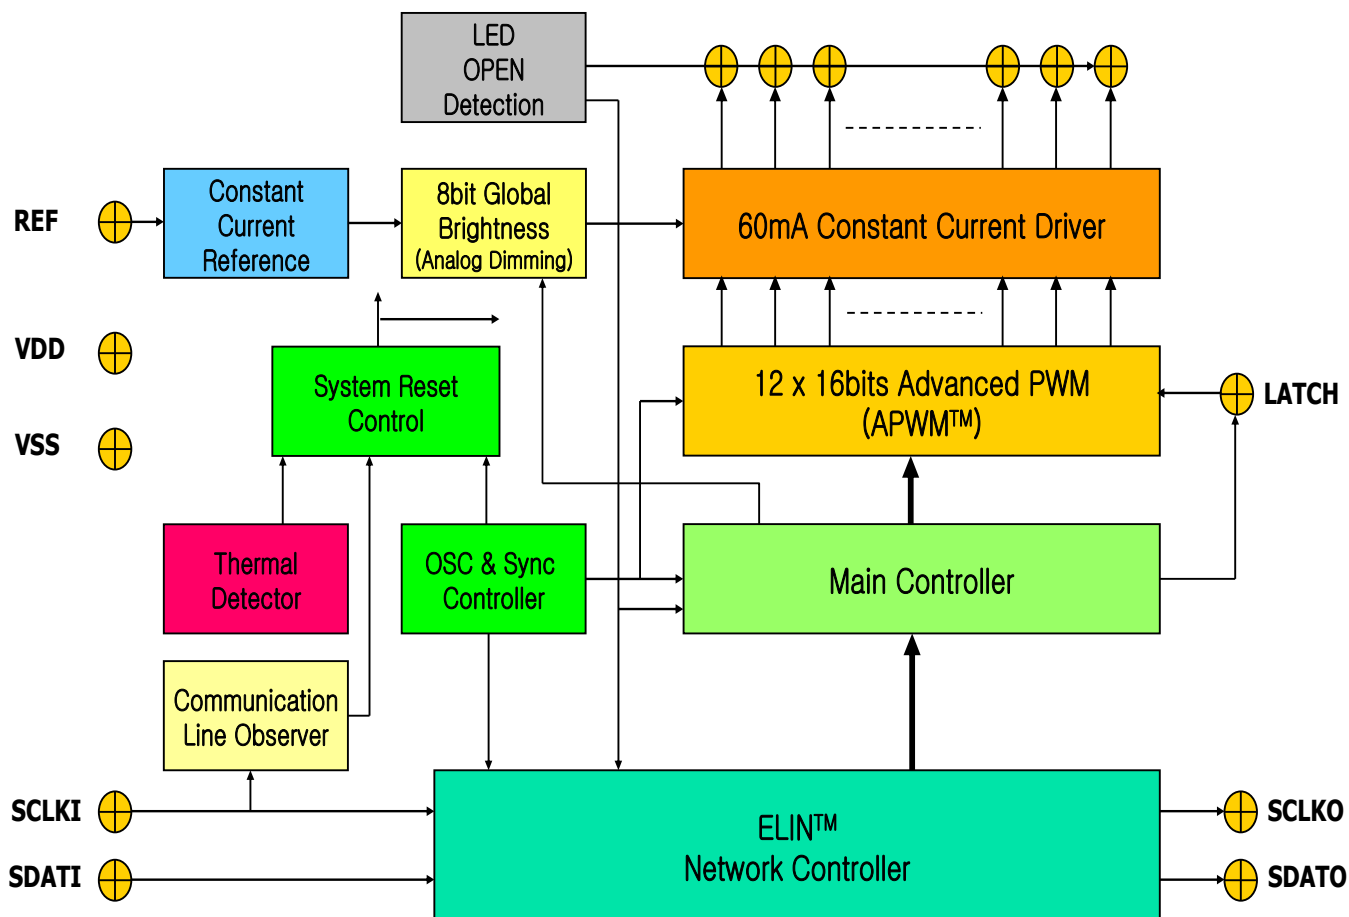 LED
OPEN
Detection
REF
Constant
Current
Reference
8bit Global
Brightness
(Analog Dimming)
60mA Constant Current Driver
VDD
VSS
System Reset
Control
12 x 16bits Advanced PWM
(APWM™)
LATCH
Thermal
Detector
OSC & Sync
Controller
Main Controller
Communication
Line Observer
SCLKI
SDATI
ELIN™
Network Controller
SCLKO
SDATO